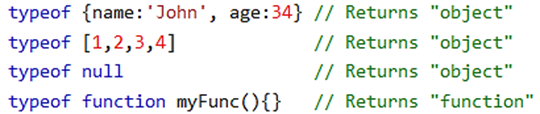 typeof {name:'John', age:34} // Returns "object"
typeof [1,2,3,4]             // Returns "object"
typeof null                  // Returns "object"
typeof function myFunc(){}   // Returns "function"